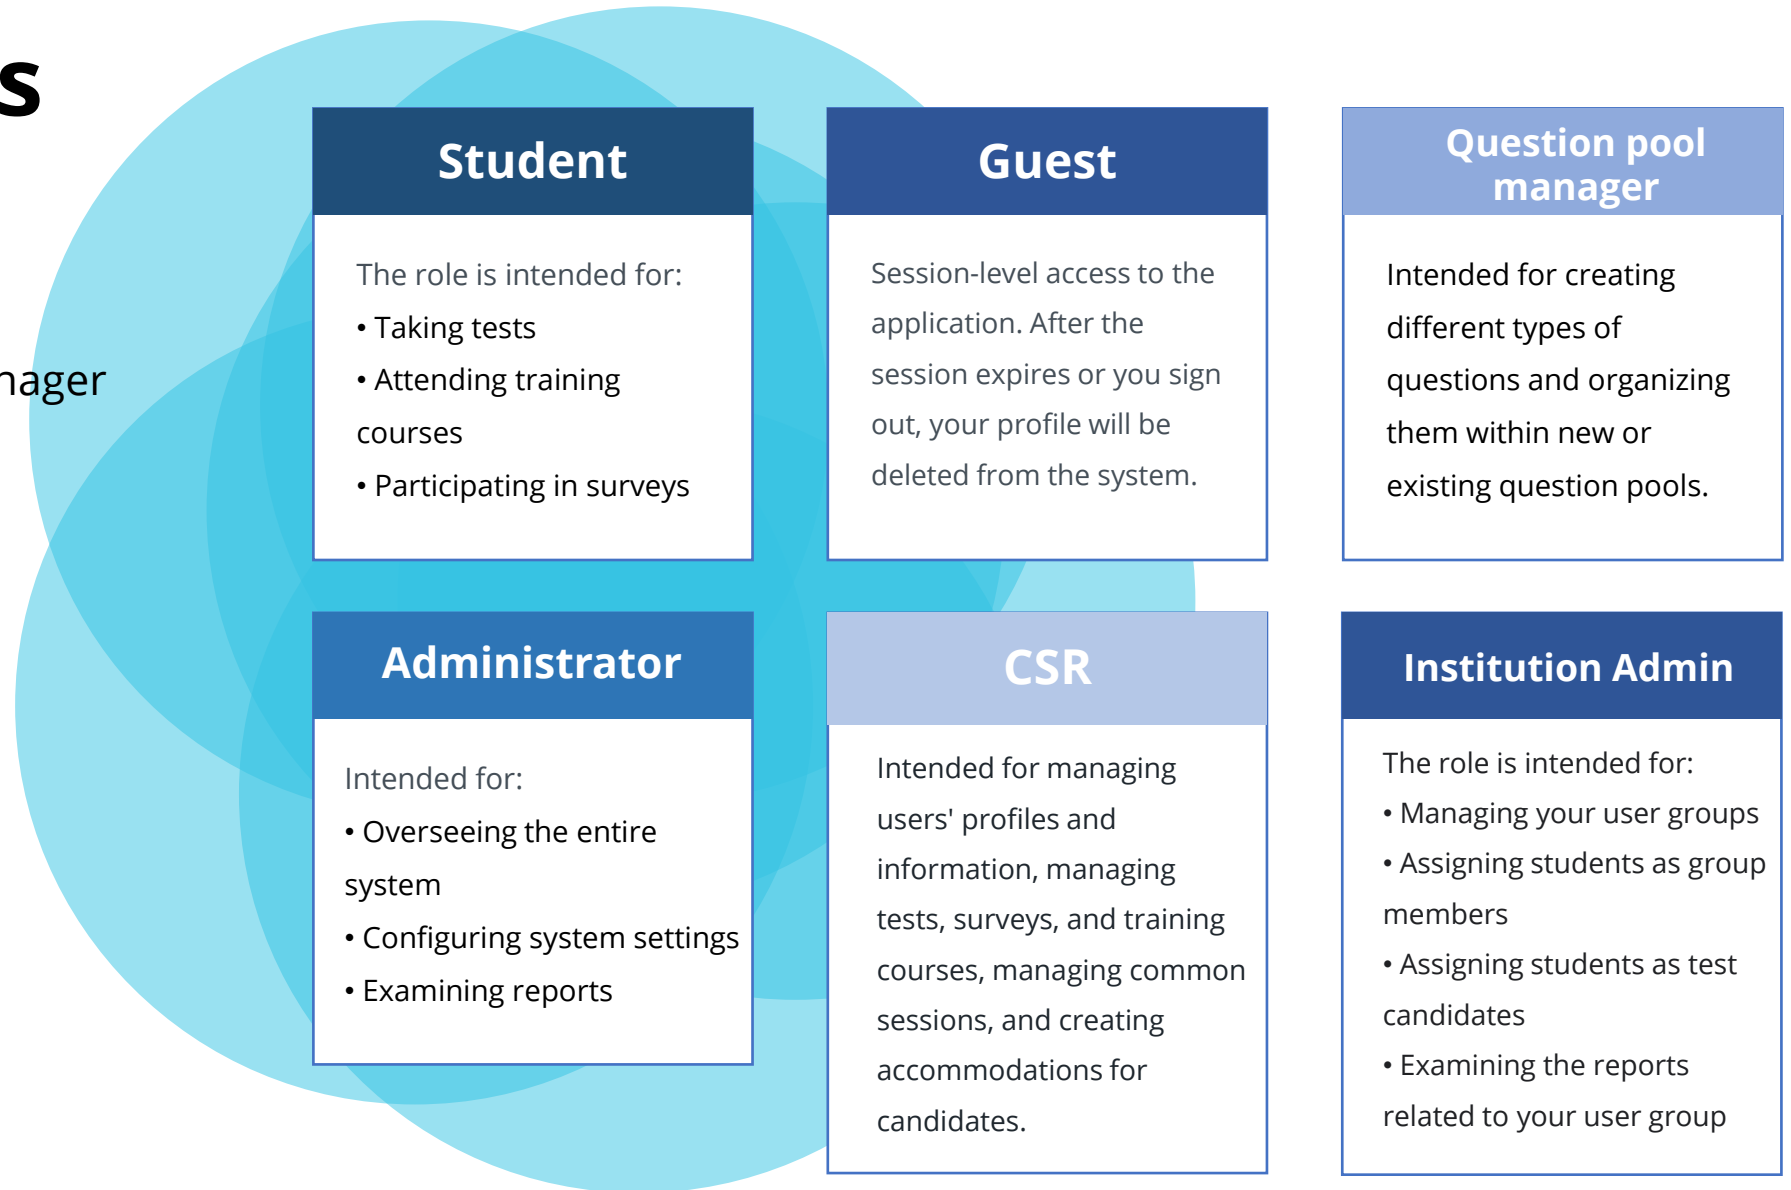 s
nager
Student
The role is intended for:
• Taking tests
• Attending training
courses
• Participating in surveys
Guest
Session-level access to the
application. After the
session expires or you sign
out, your profile will be
deleted from the system.
Question pool
manager
Intended for creating
different types of
questions and organizing
them within new or
existing question pools.
Administrator
Intended for:
• Overseeing the entire
system
• Configuring system settings
• Examining reports
CSR
Intended for managing
users' profiles and
information, managing
tests, surveys, and training
courses, managing common
sessions, and creating
accommodations for
candidates.
Institution Admin
The role is intended for:
• Managing your user groups
• Assigning students as group
members
• Assigning students as test
candidates
• Examining the reports
related to your user group